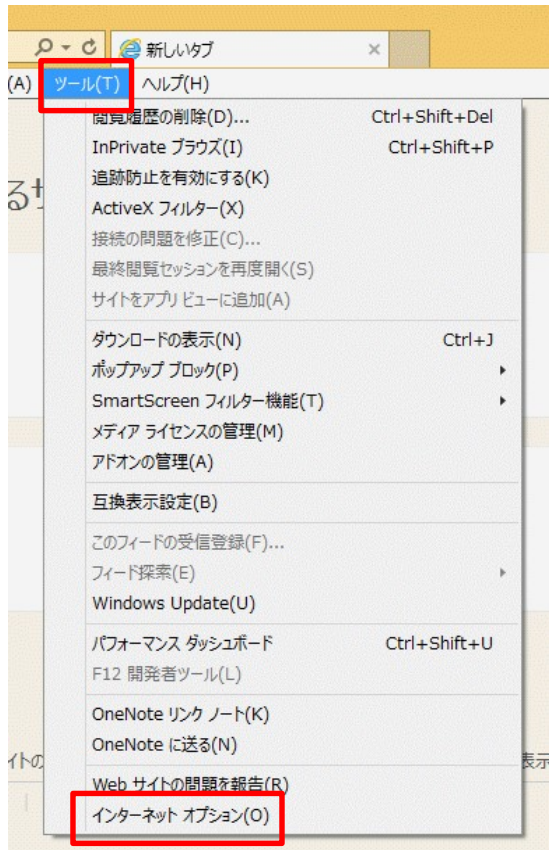 新しいタブ
(A) ツール(T) ヘルプ(H)
閲覧履歴の削除(D)... Ctrl+Shift+Del
InPrivate ブラウズ(I) Ctrl+Shift+P
追跡防止を有効にする(K)
るサ
ActiveX フィルター(X)
接続の問題を修正(C)...
最終閲覧セッションを再度開く(S)
サイトをアプリ ビューに追加(A)
ダウンロードの表示(N) Ctrl+J
ポップアップ ブロック(P)
SmartScreen フィルター機能(T)
メディア ライセンスの管理(M)
アドオンの管理(A)
互換表示設定(B)
このフィードの受信登録(F)...
フィード探索(E)
Windows Update(U)
パフォーマンス ダッシュボード Ctrl+Shift+U
F12 開発者ツール(L)
OneNote リンク ノート(K)
OneNote に送る(N)
イトの 表示
Web サイトの問題を報告(R)
インターネット オプション(O)